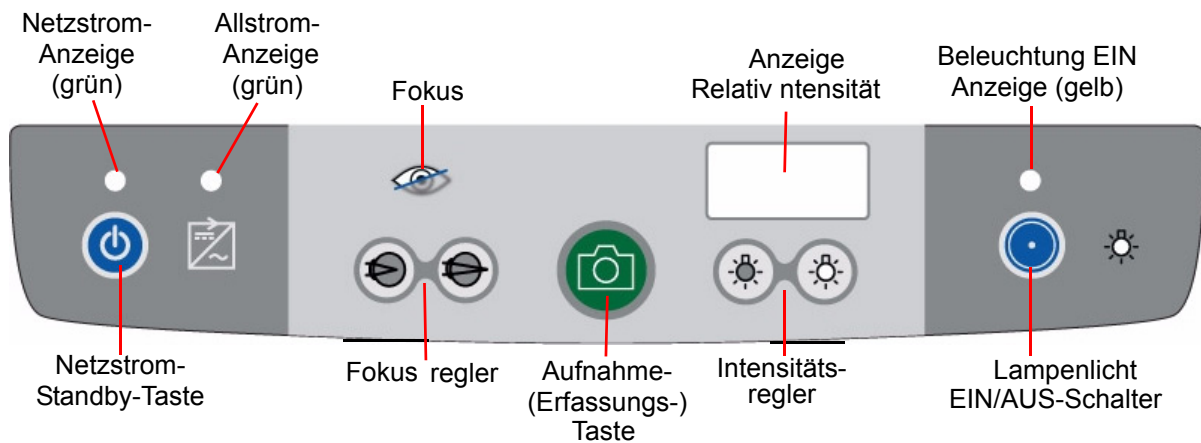 Netzstrom-
Anzeige
(grün)
Allstrom-
Anzeige
(grün)
Fokus
Anzeige
Relativ ntensität
Beleuchtung EIN
Anzeige (gelb)
Netzstrom-
Standby-Taste
Fokus regler
Aufnahme-
(Erfassungs-)
Taste
Intensitäts-
regler
Lampenlicht
EIN/AUS-Schalter